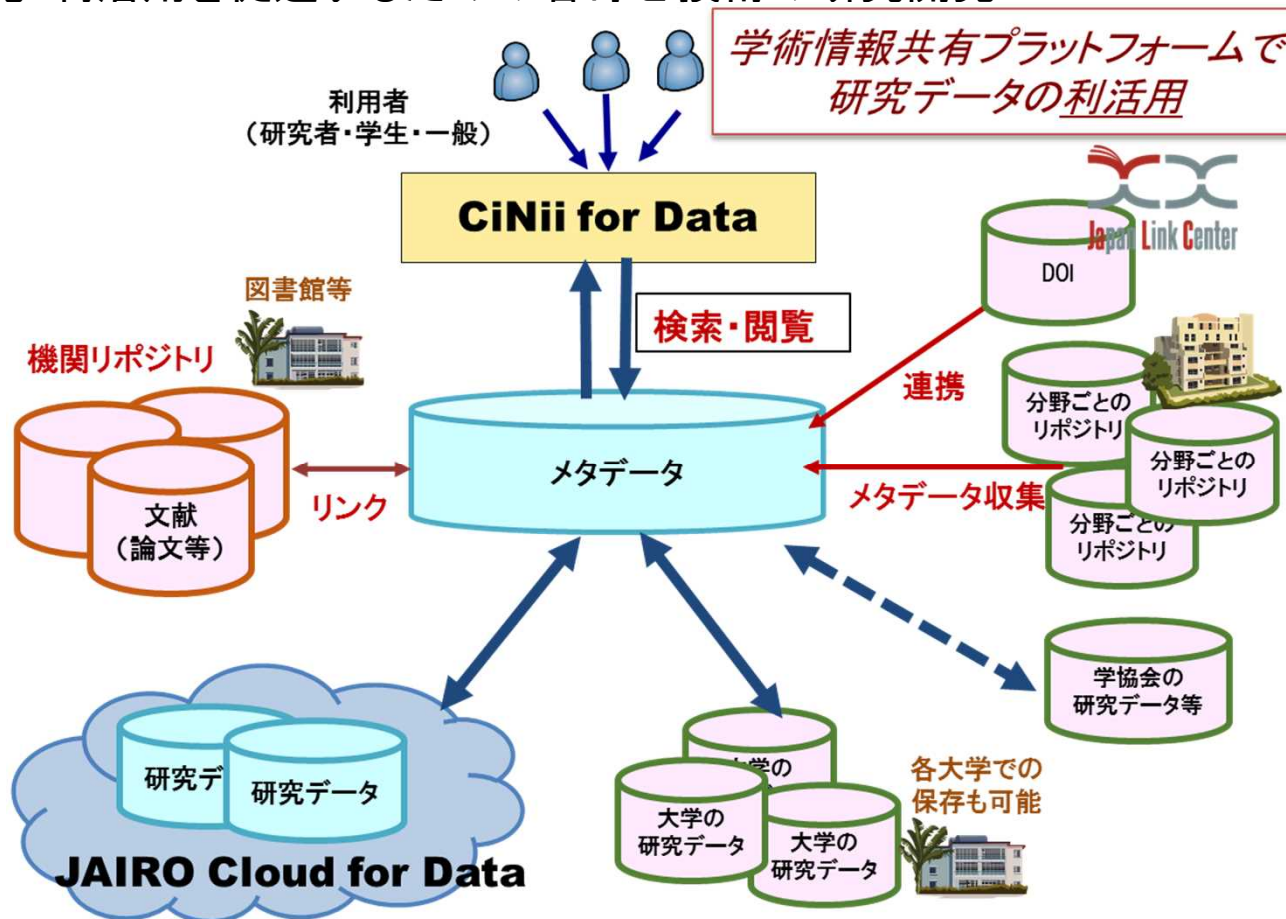 学術情報共有プラットフォームで
研究データの利活用
利用者
（研究者・学生・一般）
CiNii for Data
Japan Link Center
DOI
図書館等
検索・閲覧
機関リポジトリ
連携
分野ごとの
リポジトリ
分野ごとの
リポジトリ
メタデータ
文献
（論文等）
リンク
メタデータ収集
分野ごとの
リポジトリ
学協会の
研究データ等
研究デ
研究データ
JAIRO Cloud for Data
学の
大学の
研究データ
大学の
研究データ
各大学での
保存も可能